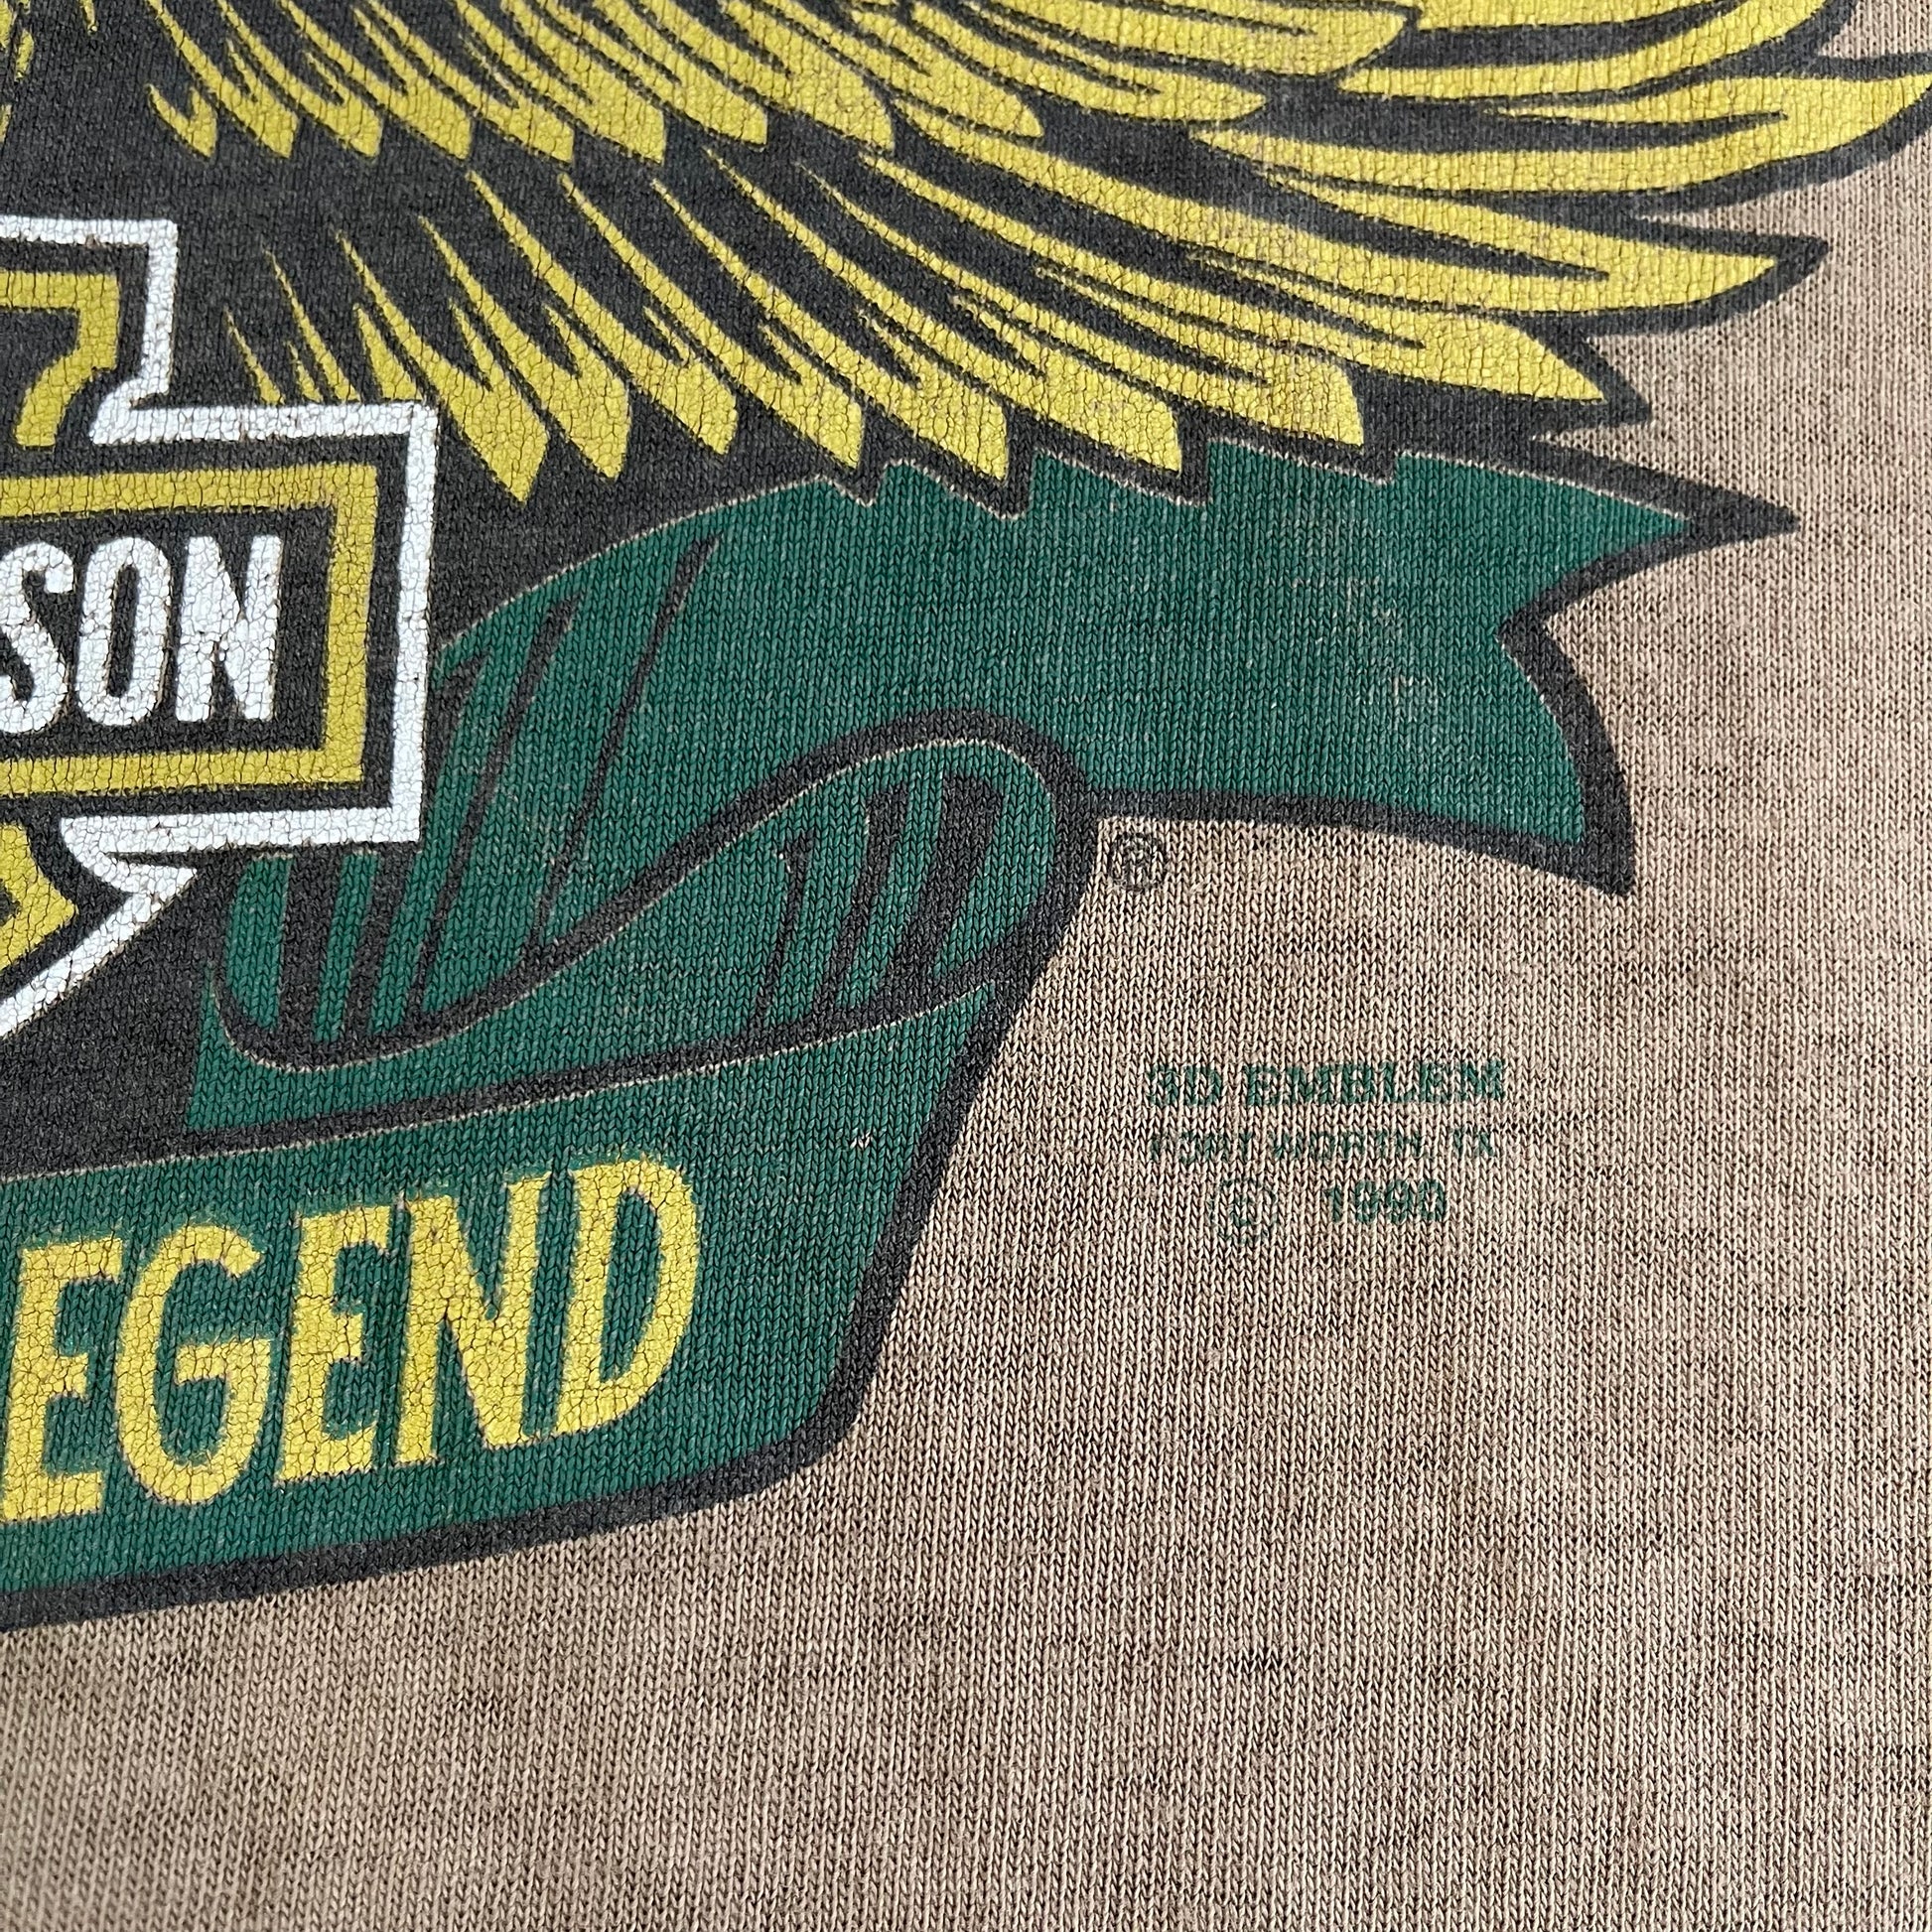 SON
®
3D EMBLEM
FORT WORTH, TX
© 1990
EGEND